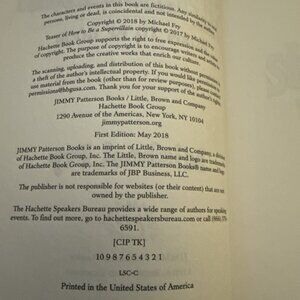 The characters and events in this book are fictitious. Any similarity
persons, living or dead, is coincidental and not intended by the
Copyright © 2018 by Michael Fry
Teaser of How to Be a Supervillain copyright © 2017 by Michael Fry
Hachette Book Group supports the right to free expression and the value
of copyright. The purpose of copyright is to encourage writers and
produce the creative works that enrich our culture.
The scanning, uploading, and distribution of this book without permission is
a theft of the author's intellectual property. If you would like permission
use material from the book (other than for review purposes), please
permissions@hbgusa.com. Thank you for your support of the author's rights.
JIMMY Patterson Books / Little, Brown and Company
Hachette Book Group
1290 Avenue of the Americas, New York, NY 10104
jimmypatterson.org
First Edition: May 2018
JIMMY Patterson Books is an imprint of Little, Brown and Company, a
of Hachette Book Group, Inc. The Little, Brown name and logo are trademarks
of Hachette Book Group, Inc. The JIMMY Patterson Books® name and logo
are trademarks of JBP Business, LLC.
The publisher is not responsible for websites (or their content) that are not
owned by the publisher.
The Hachette Speakers Bureau provides a wide range of authors for speaking
events. To find out more, go to hachettespeakersbureau.com or call (866)
6591.
[CIP TK]
10 9 8 7 6 5 4 3 2 1
LSC-C
Printed in the United States of America